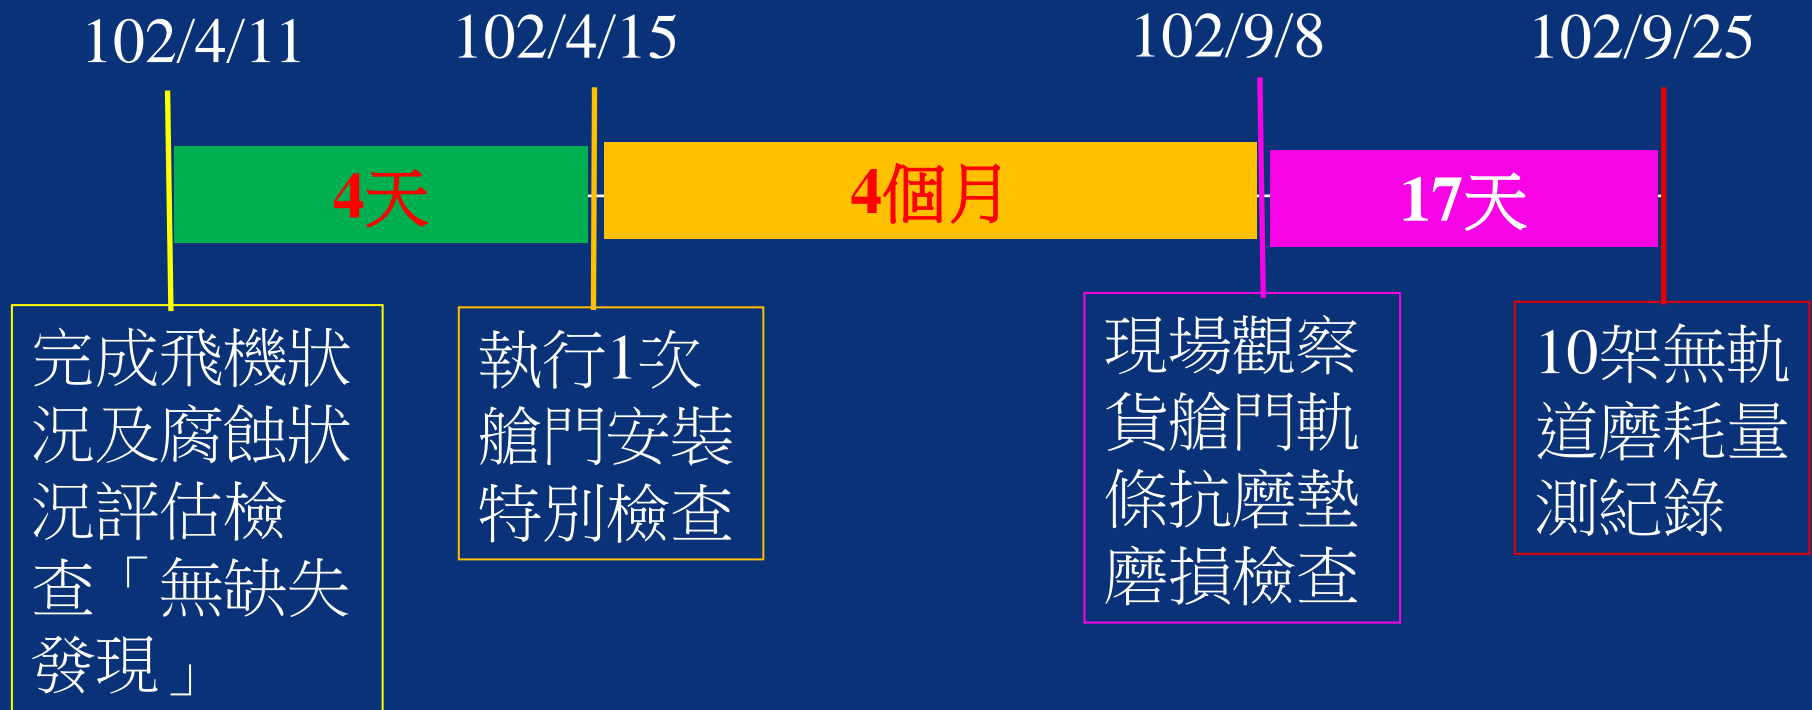 102/4/11
102/4/15
102/9/8
102/9/25
4天
4個月
17天
完成飛機狀
況及腐蝕狀
況評估檢
查「無缺失
發現」
執行1次
艙門安裝
特別檢查
現場觀察
貨艙門軌
條抗磨墊
磨損檢查
10架無軌
道磨耗量
測紀錄